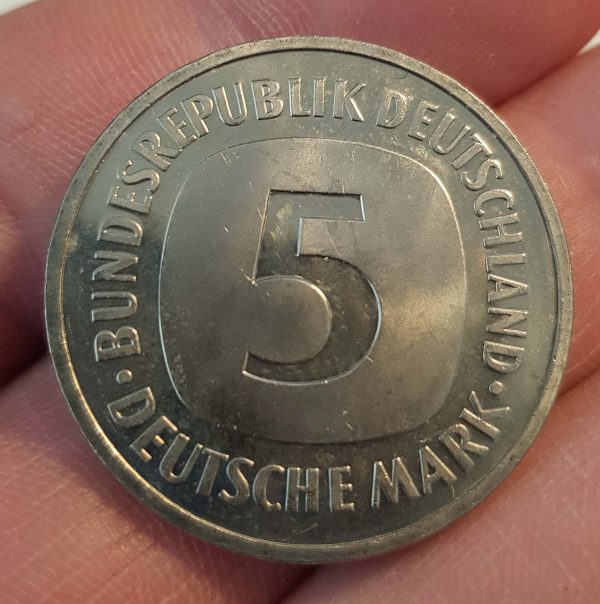 BUNDESREPUBLIK DEUTSCHLAND
5
· DEUTSCHE MARK ·